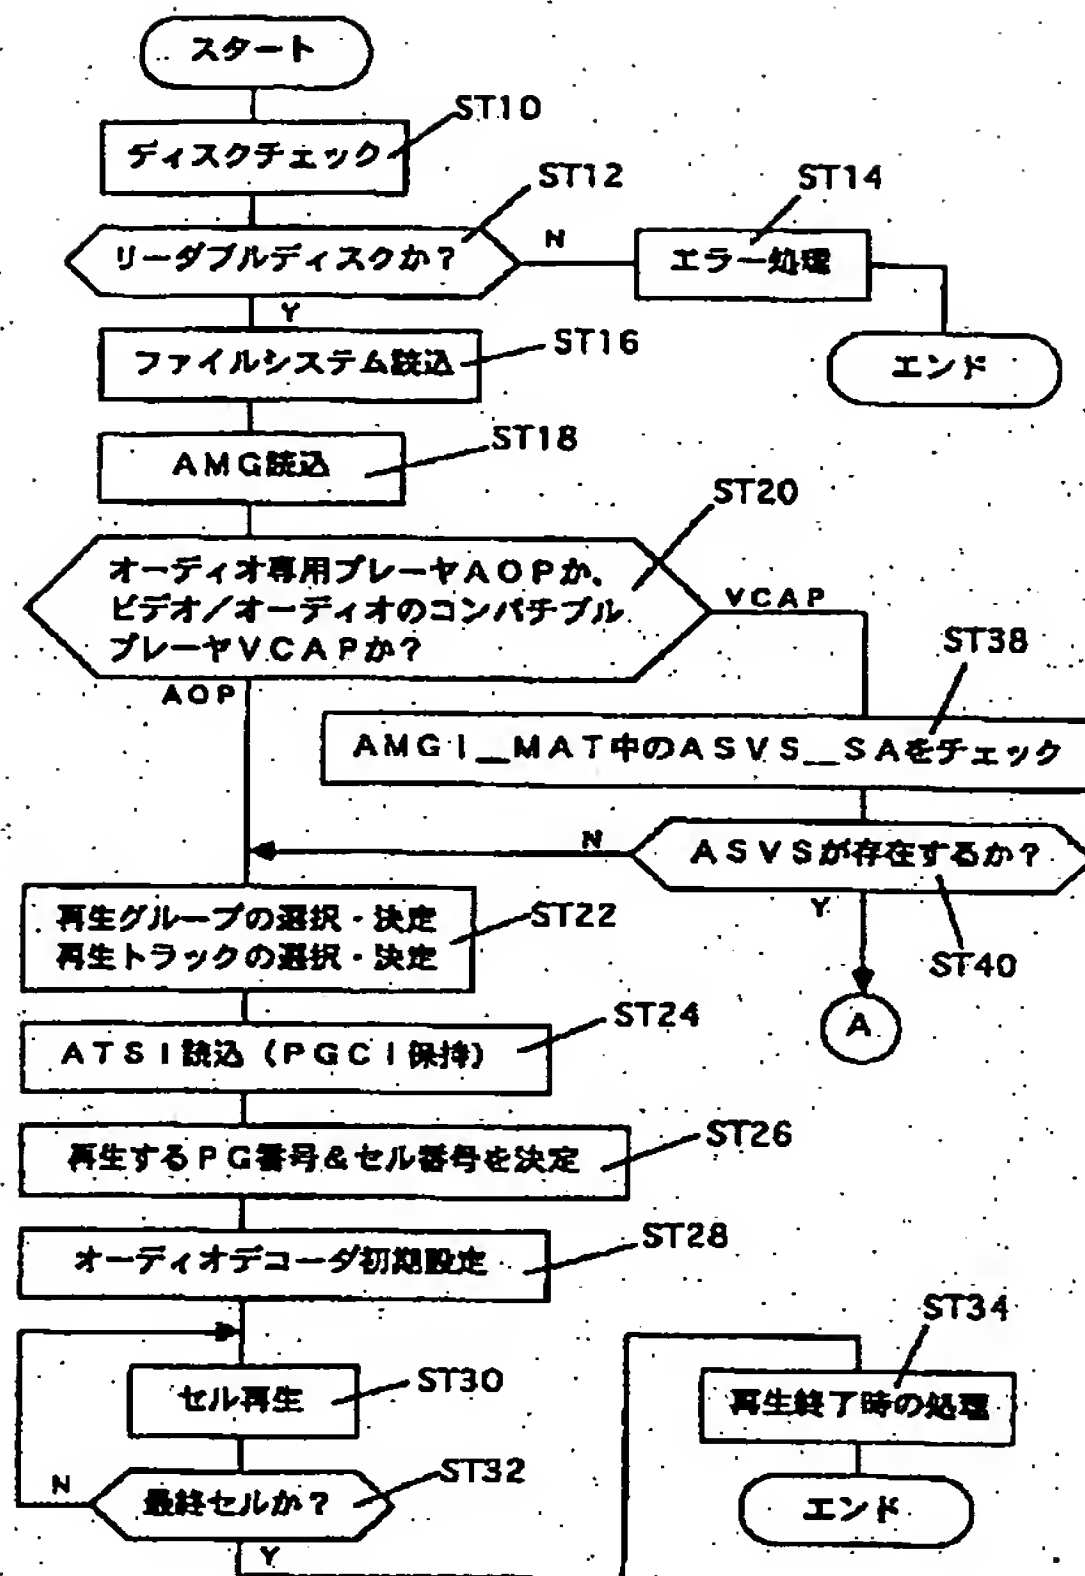 スタート
ST10
ディスクチェック
ST12
リーダブルディスクか？
N
ST14
エラー処理
Y
エンド
ファイルシステム読込
ST16
AMG読込
ST18
ST20
オーディオ専用プレーヤAOPか、
ビデオ／オーディオのコンパチブル
プレーヤVCAPか？
VCAP
AOP
ST38
AMGI__MAT中のASVS__SAをチェック
N
ASVSが存在するか？
Y
ST40
A
再生グループの選択・決定
再生トラックの選択・決定
ST22
ATSI読込（PGCI保持）
ST24
再生するPG番号＆セル番号を決定
ST26
オーディオデコーダ初期設定
ST28
セル再生
ST30
N
最終セルか？
ST32
Y
ST34
再生終了時の処理
エンド